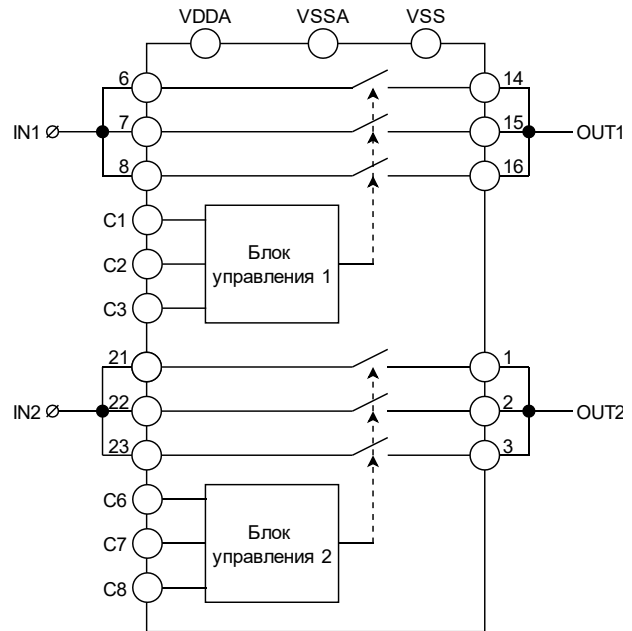 VDDA VSSA VSS
6 14
IN1 7 15 OUT1
8 16
C1
C2
C3
Блок
управления 1
21 1
IN2 22 2 OUT2
23 3
C6
C7
C8
Блок
управления 2